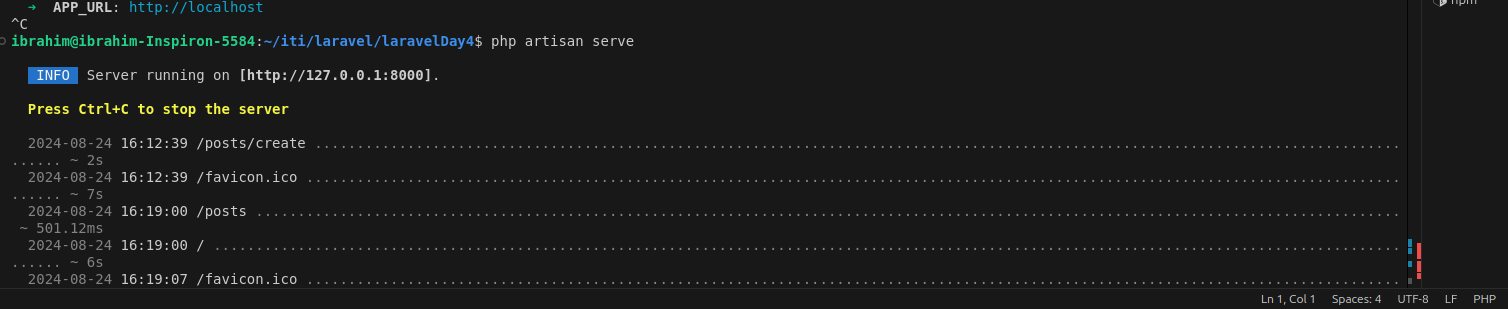 ➜ APP_URL: http://localhost
^C
ibrahim@ibrahim-Inspiron-5584:~/iti/laravel/laravelDay4$ php artisan serve
INFO Server running on [http://127.0.0.1:8000].
Press Ctrl+C to stop the server
2024-08-24 16:12:39 /posts/create ................................................................................................................................
...... ~ 2s
2024-08-24 16:12:39 /favicon.ico .................................................................................................................................
...... ~ 7s
2024-08-24 16:19:00 /posts .......................................................................................................................................
~ 501.12ms
2024-08-24 16:19:00 / ............................................................................................................................................
...... ~ 6s
2024-08-24 16:19:07 /favicon.ico .................................................................................................................................
npm
Ln 1, Col 1 Spaces: 4 UTF-8 LF PHP